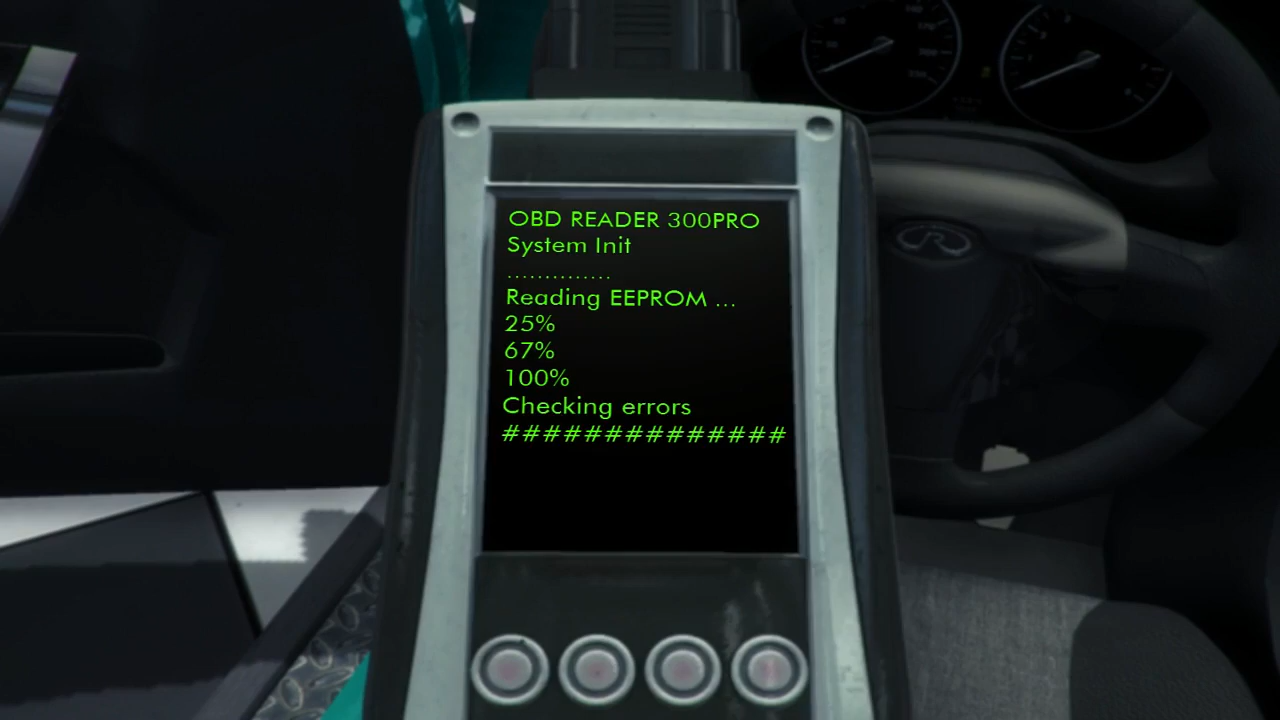 OBD READER 300PRO
System Init
..............
Reading EEPROM ...
25%
67%
100%
Checking errors
##############